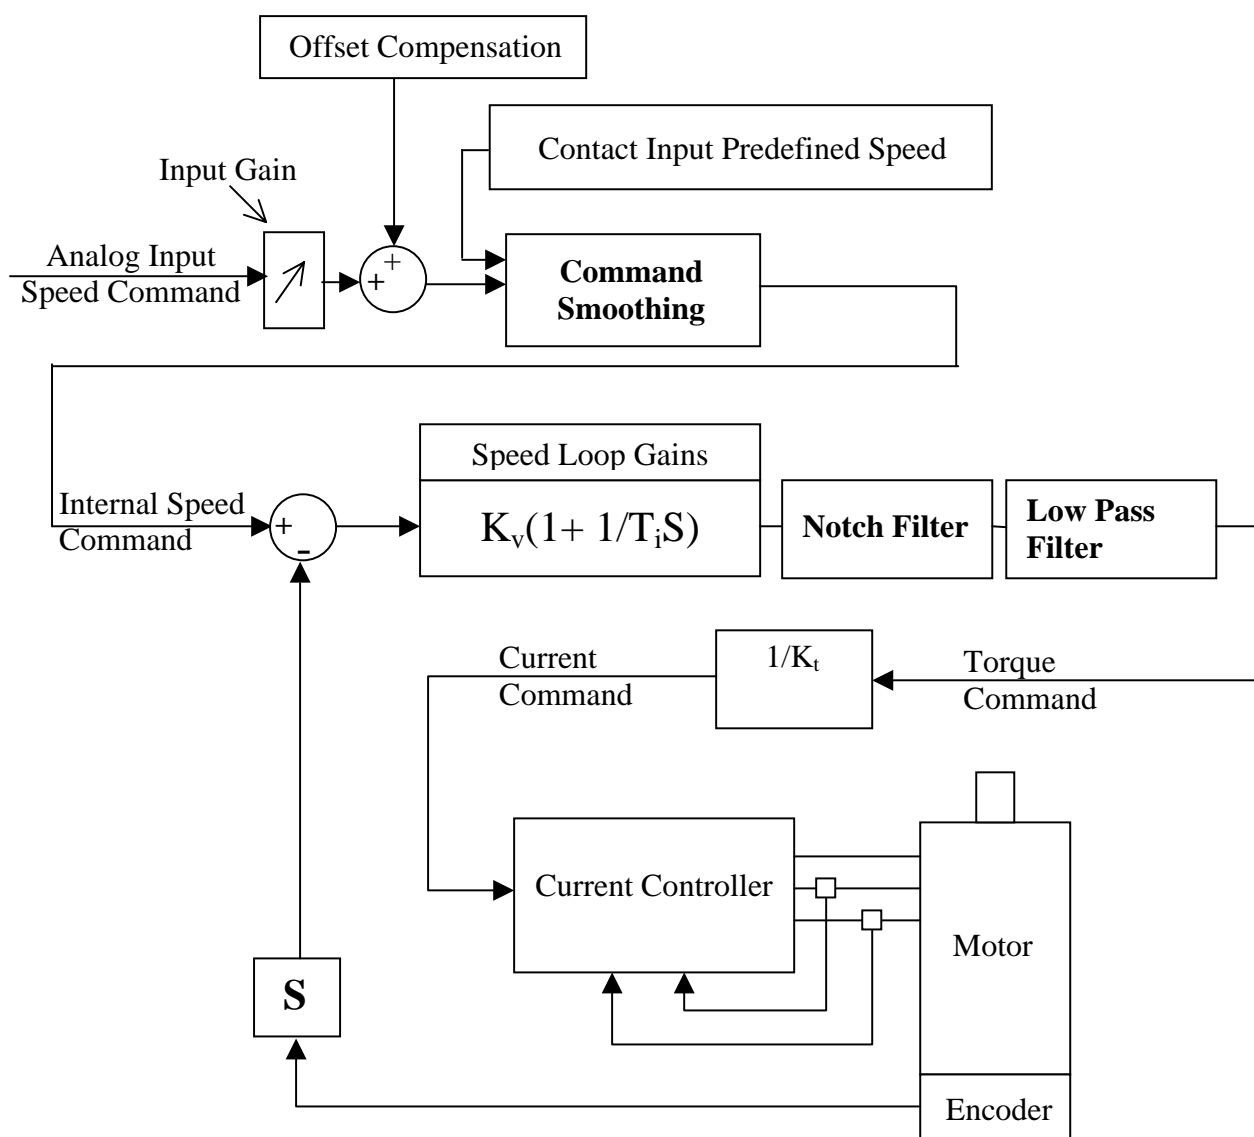 Offset Compensation
Contact Input Predefined Speed
Input Gain
Analog Input
Speed Command
+
+
Command
Smoothing
Speed Loop Gains
Internal Speed
Command
+
-
Kᵥ(1+ 1/TᵢS)
Notch Filter
Low Pass
Filter
Current
Command
1/Kₜ
Torque
Command
Current Controller
Motor
S
Encoder